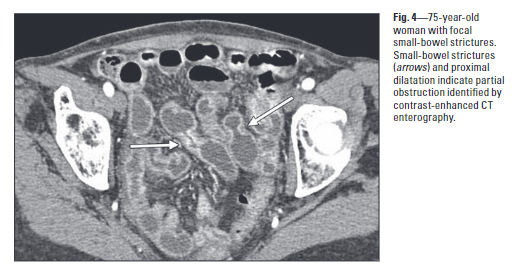 Fig. 4—75-year-old
woman with focal
small-bowel strictures.
Small-bowel strictures
(arrows) and proximal
dilatation indicate partial
obstruction identified by
contrast-enhanced CT
enterography.